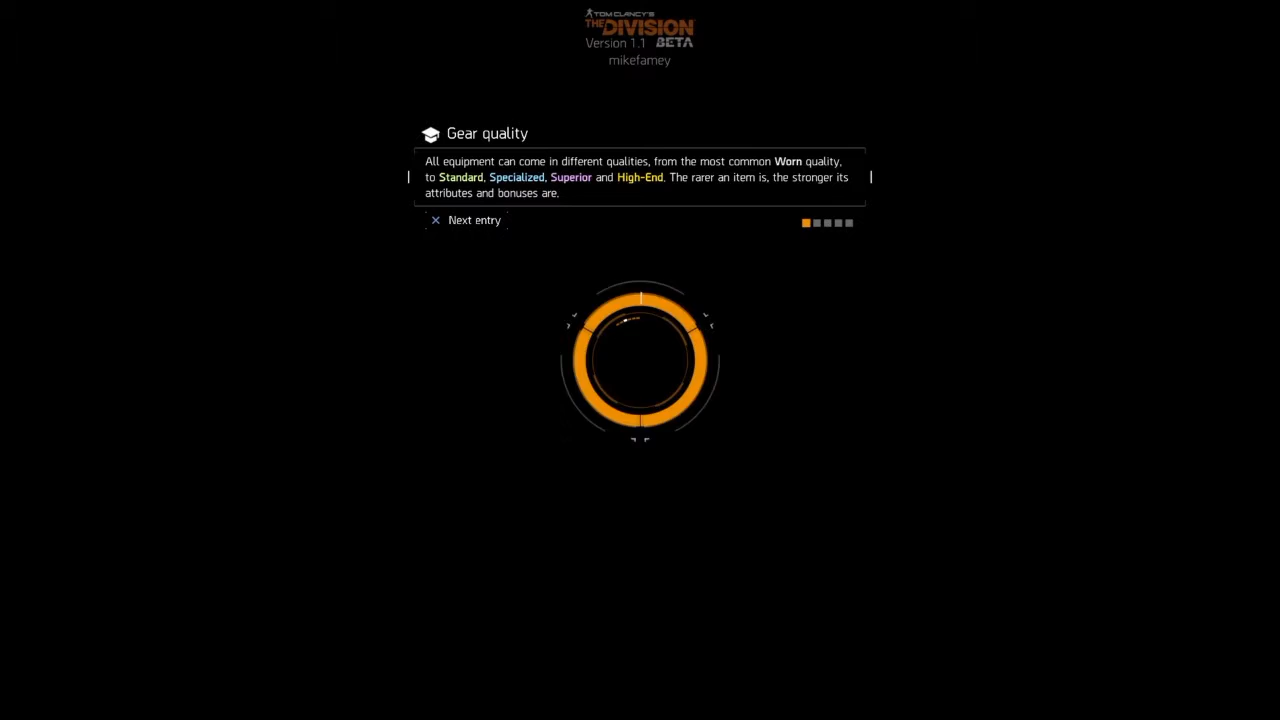 TOM CLANCY'S
THE DIVISION
Version 1.1 BETA
mikefamey
Gear quality
All equipment can come in different qualities, from the most common Worn quality,
to Standard, Specialized, Superior and High-End. The rarer an item is, the stronger its
attributes and bonuses are.
Next entry